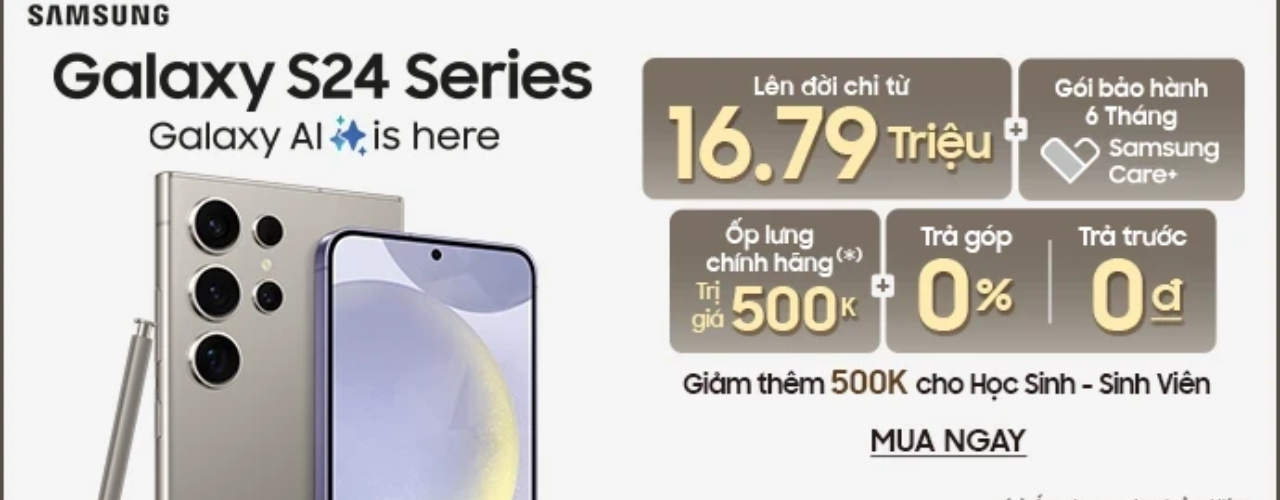 SAMSUNG
Galaxy S24 Series
Galaxy AI is here
Lên đời chỉ từ
16.79 Triệu
Gói bảo hành
6 Tháng
Samsung
Care+
Ốp lưng
chính hãng(*)
Trị
giá 500K
Trả góp
0%
Trả trước
0đ
Giảm thêm 500K cho Học Sinh - Sinh Viên
MUA NGAY